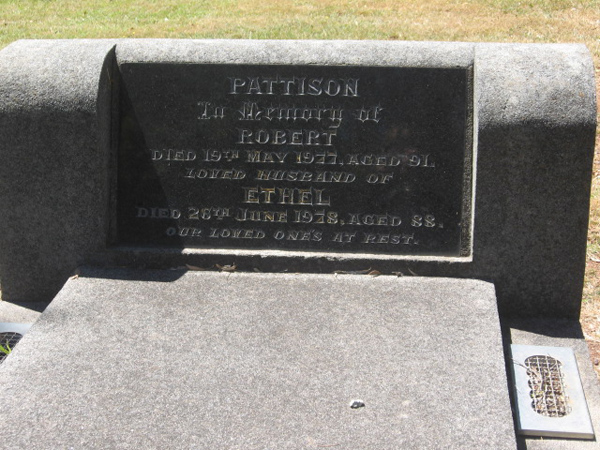 PATTISON
In Memory of
ROBERT
DIED 19TH MAY 1977, AGED 91.
LOVED HUSBAND OF
ETHEL
DIED 26TH JUNE 1978, AGED 88.
OUR LOVED ONE'S AT REST.